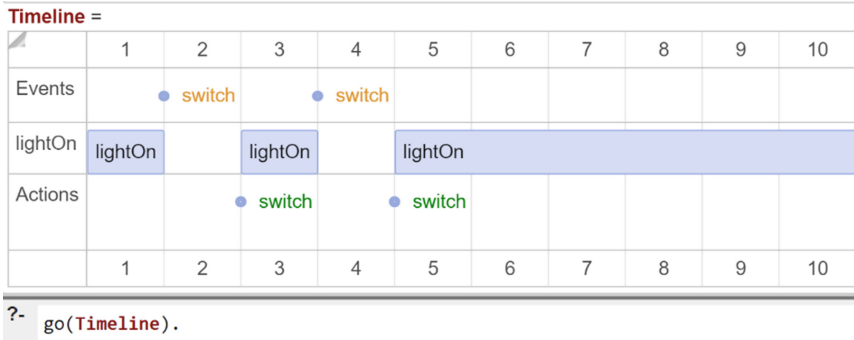 Timeline =
1 2 3 4 5 6 7 8 9 10
Events switch switch
lightOn lightOn lightOn lightOn
Actions switch switch
1 2 3 4 5 6 7 8 9 10
?- go(Timeline).